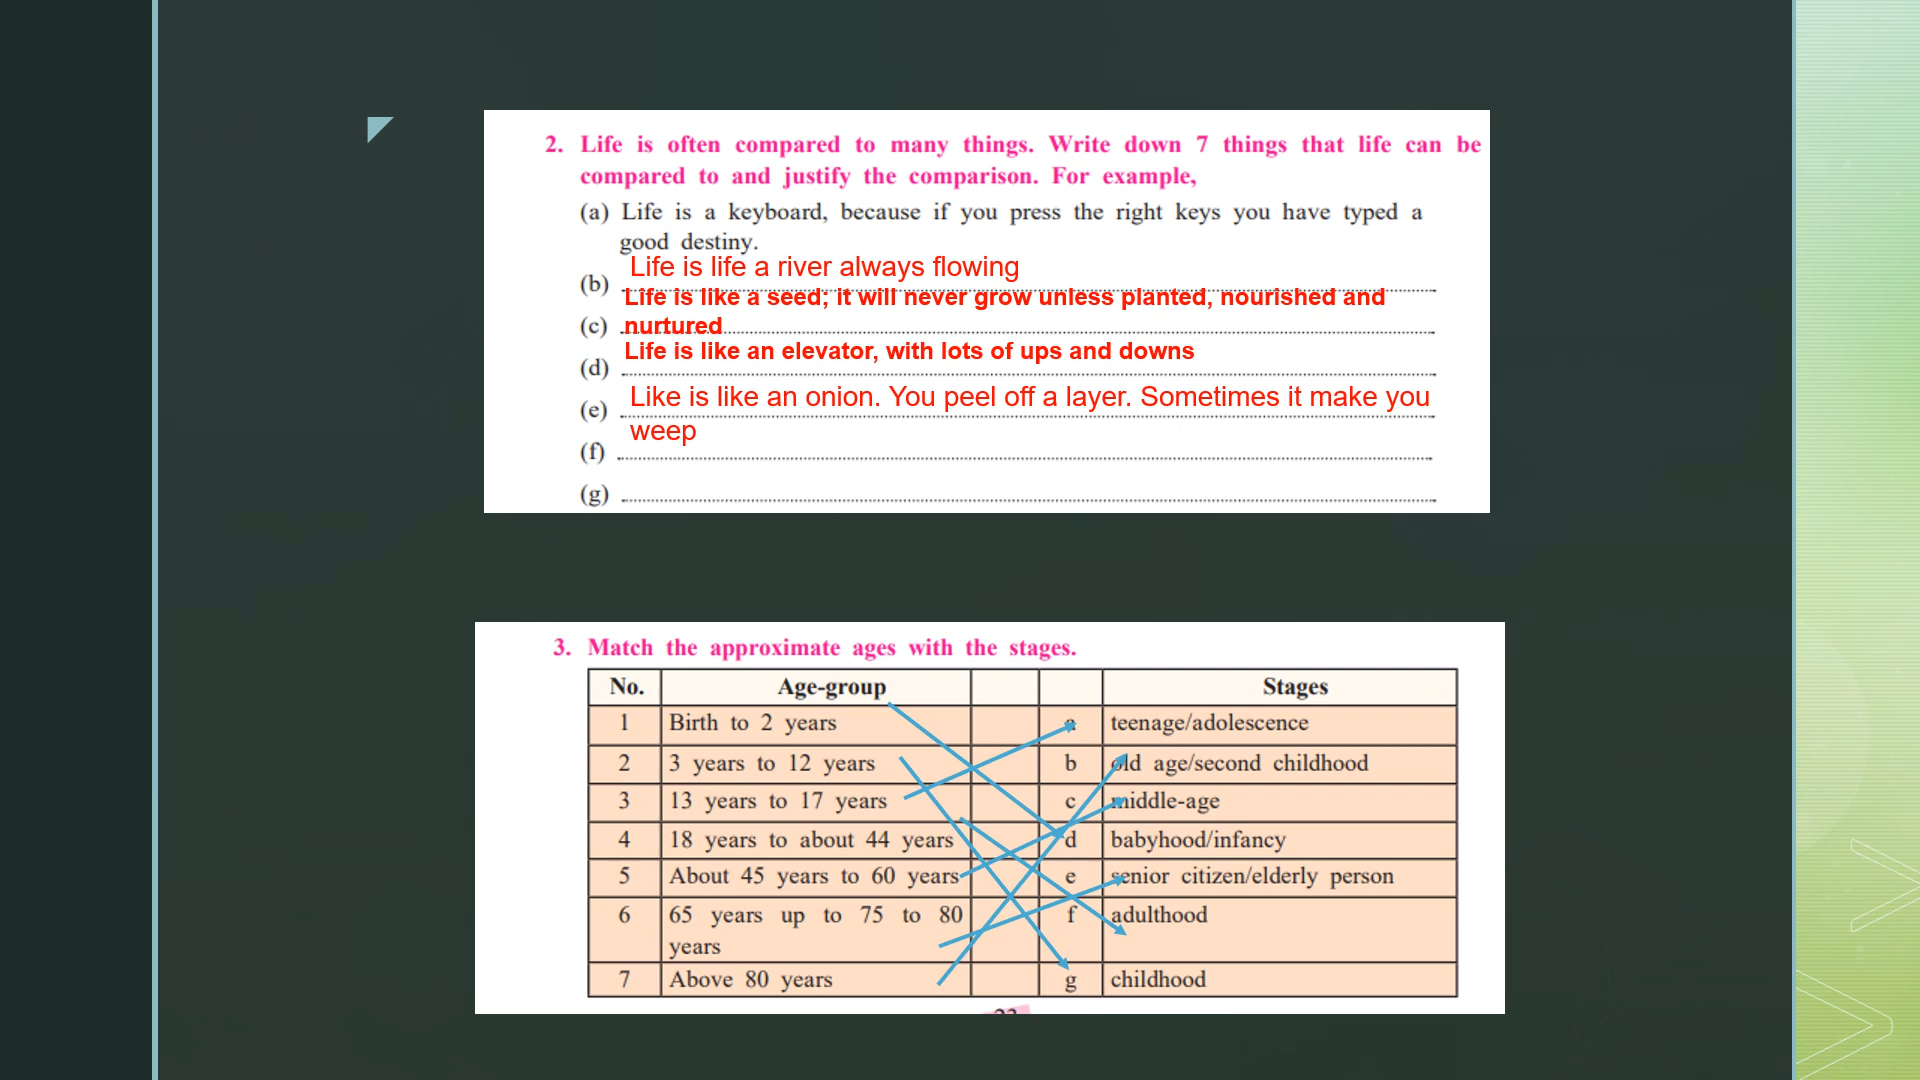 2. Life is often compared to many things. Write down 7 things that life can be
compared to and justify the comparison. For example,
(a) Life is a keyboard, because if you press the right keys you have typed a
good destiny.
Life is life a river always flowing
(b)
Life is like a seed; it will never grow unless planted, nourished and
(c) nurtured
Life is like an elevator, with lots of ups and downs
(d)
Like is like an onion. You peel off a layer. Sometimes it make you
(e)
weep
(f)
(g)
3. Match the approximate ages with the stages.
No. Age-group Stages
1 Birth to 2 years a teenage/adolescence
2 3 years to 12 years b old age/second childhood
3 13 years to 17 years c middle-age
4 18 years to about 44 years d babyhood/infancy
5 About 45 years to 60 years e senior citizen/elderly person
6 65 years up to 75 to 80 f adulthood
years
7 Above 80 years g childhood